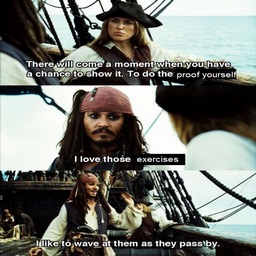 There will come a moment when you have
a chance to show it. To do the proof yourself
I love those exercises
I like to wave at them as they pass by.